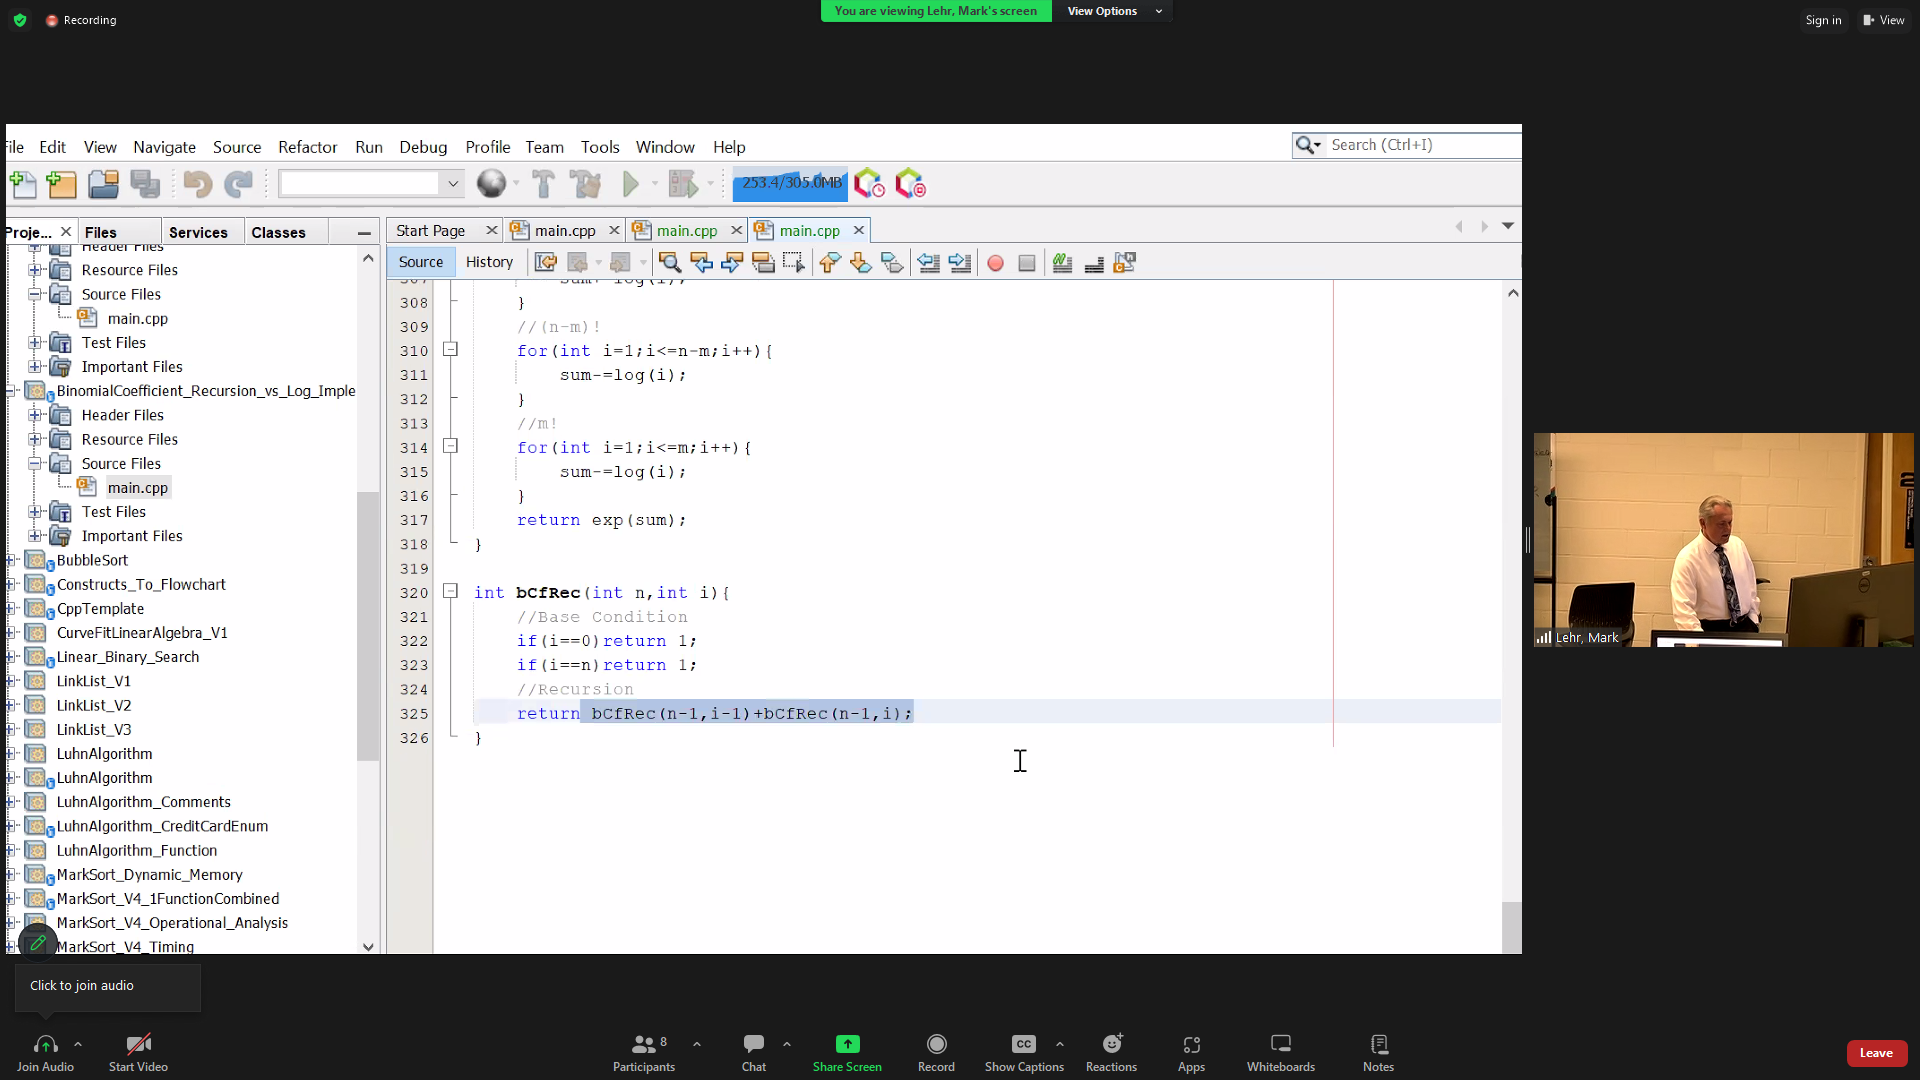 Recording
You are viewing Lehr, Mark's screen
View Options
Sign in
View
ile Edit View Navigate Source Refactor Run Debug Profile Team Tools Window Help
Search (Ctrl+I)
253.4/305.0MB
Proje... Files Services Classes
Start Page main.cpp main.cpp main.cpp
Source History
Header Files
Resource Files
Source Files
main.cpp
Test Files
Important Files
BinomialCoefficient_Recursion_vs_Log_Imple
Header Files
Resource Files
Source Files
main.cpp
Test Files
Important Files
BubbleSort
Constructs_To_Flowchart
CppTemplate
CurveFitLinearAlgebra_V1
Linear_Binary_Search
LinkList_V1
LinkList_V2
LinkList_V3
LuhnAlgorithm
LuhnAlgorithm
LuhnAlgorithm_Comments
LuhnAlgorithm_CreditCardEnum
LuhnAlgorithm_Function
MarkSort_Dynamic_Memory
MarkSort_V4_1FunctionCombined
MarkSort_V4_Operational_Analysis
MarkSort_V4_Timing
307 sum+=log(i);
308 }
309 //(n-m)!
310 for(int i=1;i<=n-m;i++){
311 sum-=log(i);
312 }
313 //m!
314 for(int i=1;i<=m;i++){
315 sum-=log(i);
316 }
317 return exp(sum);
318 }
319
320 int bCfRec(int n,int i){
321 //Base Condition
322 if(i==0)return 1;
323 if(i==n)return 1;
324 //Recursion
325 return bCfRec(n-1,i-1)+bCfRec(n-1,i);
326 }
Lehr, Mark
Click to join audio
Join Audio
Start Video
8
Participants
Chat
Share Screen
Record
CC
Show Captions
Reactions
Apps
Whiteboards
Notes
Leave